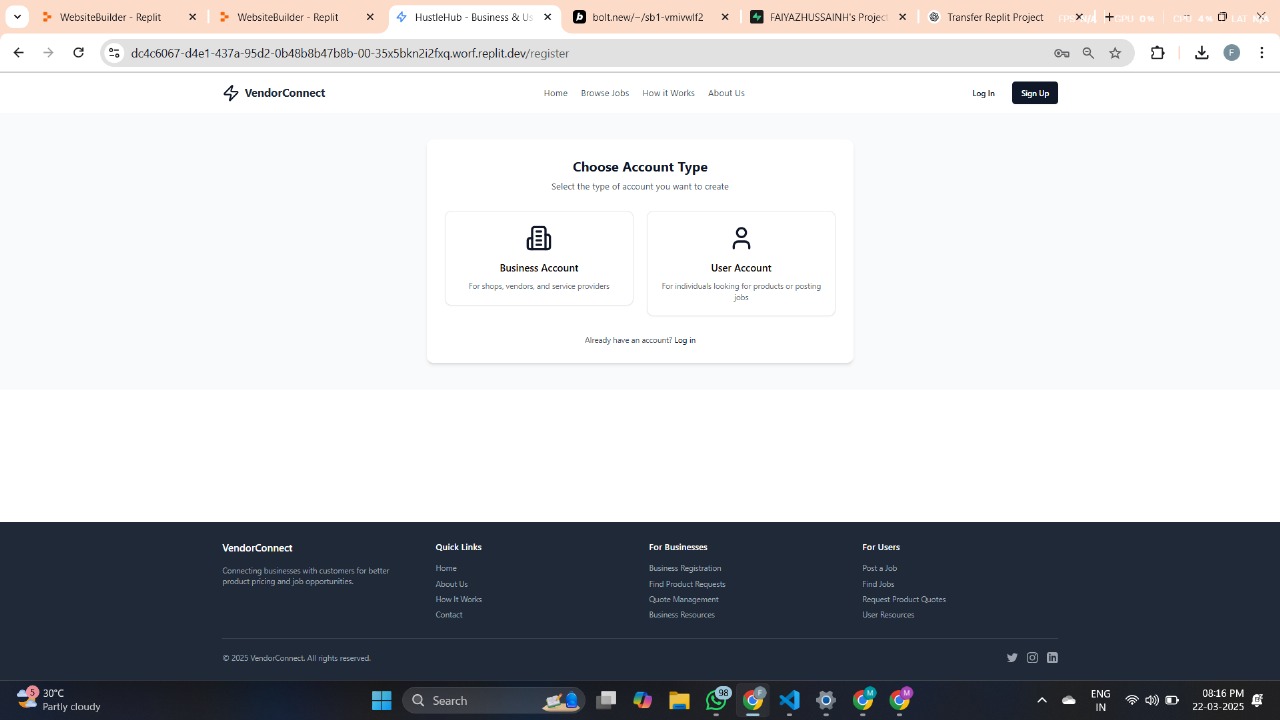 WebsiteBuilder - Replit
WebsiteBuilder - Replit
HustleHub - Business & Us
bolt.new/~/sb1-vmivwif2
FAIYAZHUSSAINH's Project
Transfer Replit Project
GPU 0%
4%
LAT N/A
dc4c6067-d4e1-437a-95d2-0b48b8b47b8b-00-35x5bkn2i2fxq.worf.replit.dev/register
F
VendorConnect
Home
Browse Jobs
How it Works
About Us
Log In
Sign Up
Choose Account Type
Select the type of account you want to create
Business Account
For shops, vendors, and service providers
User Account
For individuals looking for products or posting
jobs
Already have an account? Log in
VendorConnect
Connecting businesses with customers for better
product pricing and job opportunities.
Quick Links
Home
About Us
How It Works
Contact
For Businesses
Business Registration
Find Product Requests
Quote Management
Business Resources
For Users
Post a Job
Find Jobs
Request Product Quotes
User Resources
© 2025 VendorConnect. All rights reserved.
5
30°C
Partly cloudy
Search
98
F
M
M
ENG
IN
08:16 PM
22-03-2025